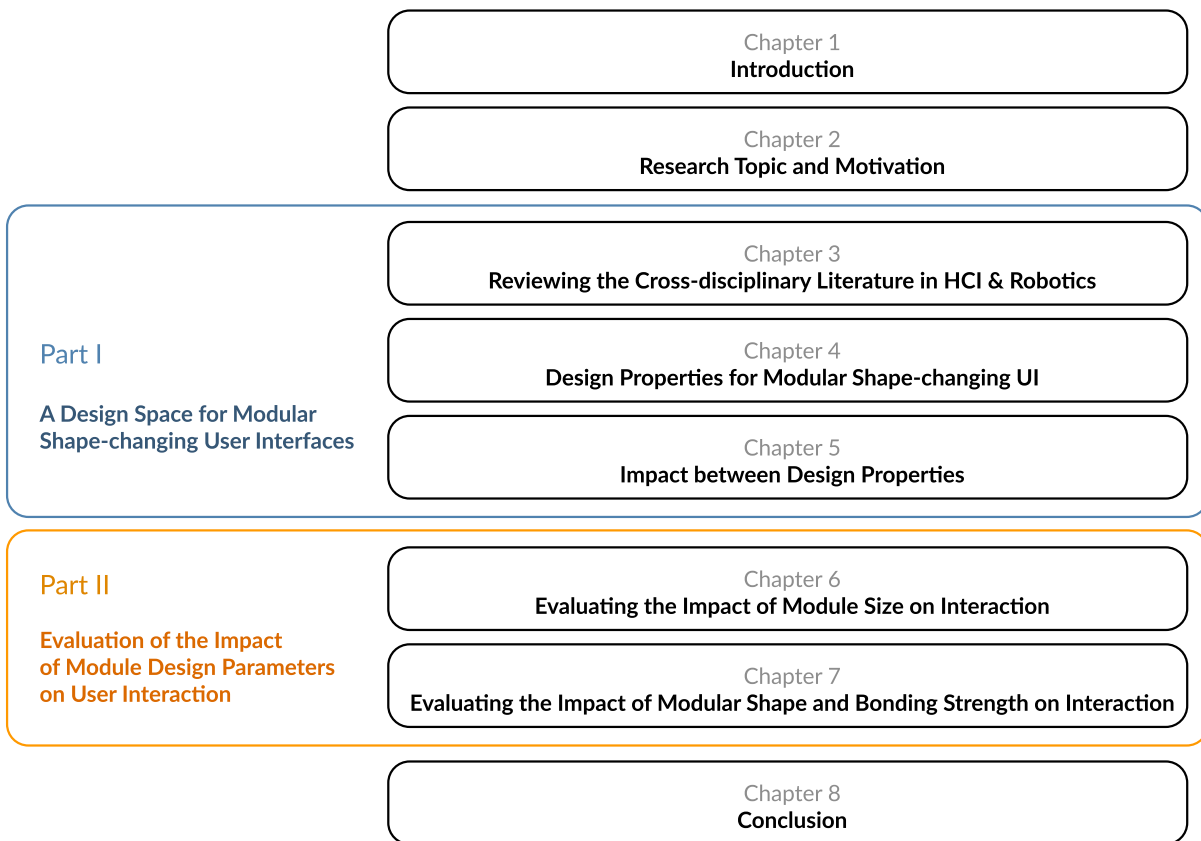 Chapter 1
Introduction
Chapter 2
Research Topic and Motivation
Part I
A Design Space for Modular
Shape-changing User Interfaces
Chapter 3
Reviewing the Cross-disciplinary Literature in HCI & Robotics
Chapter 4
Design Properties for Modular Shape-changing UI
Chapter 5
Impact between Design Properties
Part II
Evaluation of the Impact
of Module Design Parameters
on User Interaction
Chapter 6
Evaluating the Impact of Module Size on Interaction
Chapter 7
Evaluating the Impact of Modular Shape and Bonding Strength on Interaction
Chapter 8
Conclusion